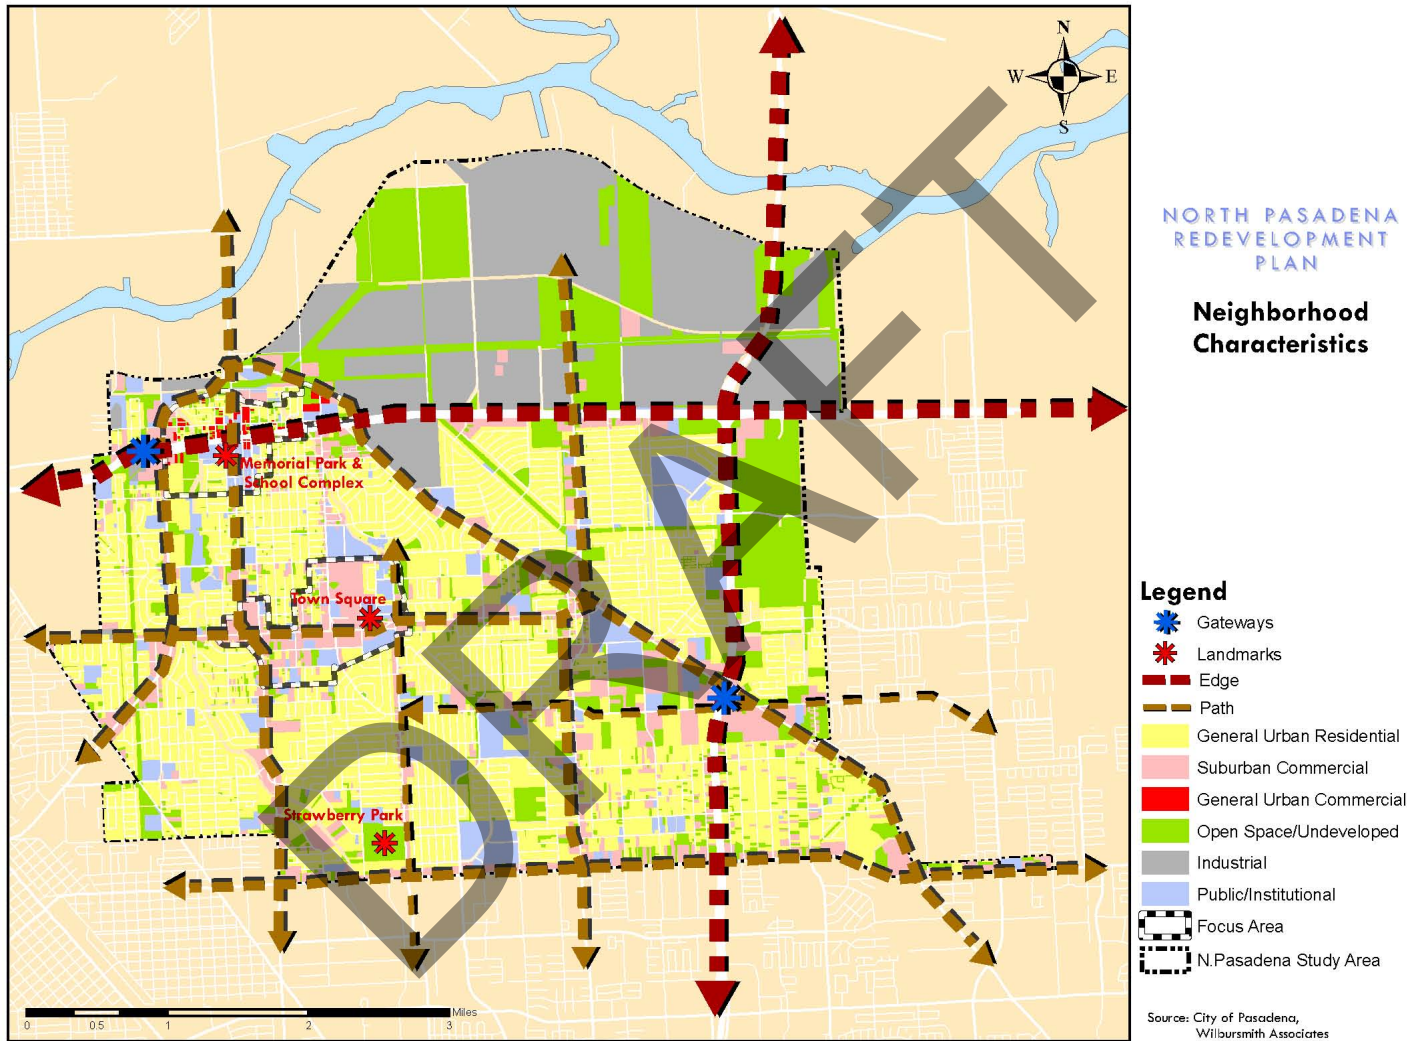 N
W E
S
NORTH PASADENA
REDEVELOPMENT
PLAN
Neighborhood
Characteristics
DRAFT
Memorial Park &
School Complex
Town Square
Strawberry Park
Legend
Gateways
Landmarks
Edge
Path
General Urban Residential
Suburban Commercial
General Urban Commercial
Open Space/Undeveloped
Industrial
Public/Institutional
Focus Area
N.Pasadena Study Area
Miles
0 0.5 1 2 3
Source: City of Pasadena,
Wilbursmith Associates